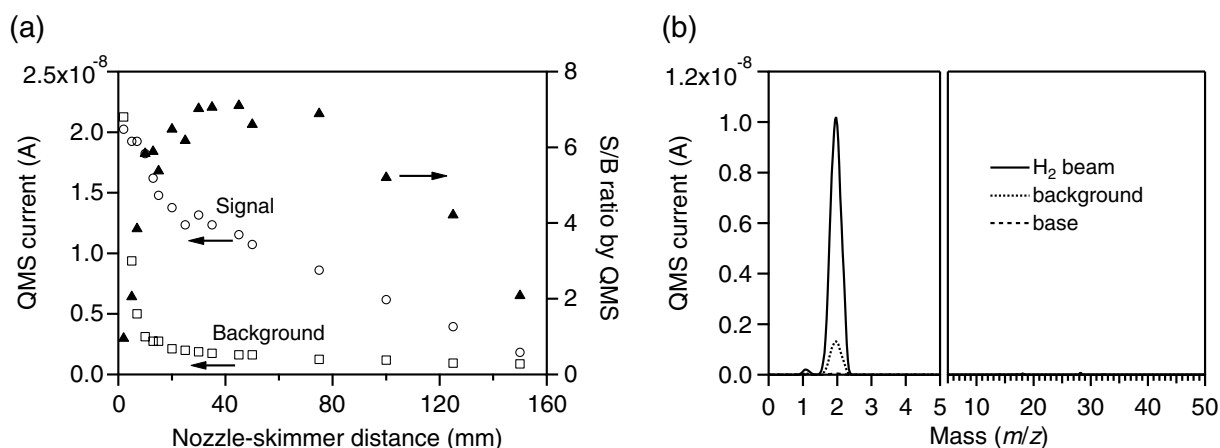 (a)
2.5x10⁻⁸
2.0
1.5
1.0
0.5
0.0
QMS current (A)
8
6
4
2
0
S/B ratio by QMS
Signal
Background
0 40 80 120 160
Nozzle-skimmer distance (mm)
(b)
1.2x10⁻⁸
1.0
0.8
0.6
0.4
0.2
0.0
QMS current (A)
H₂ beam
background
base
0 1 2 3 4 5 10 20 30 40 50
Mass (m/z)